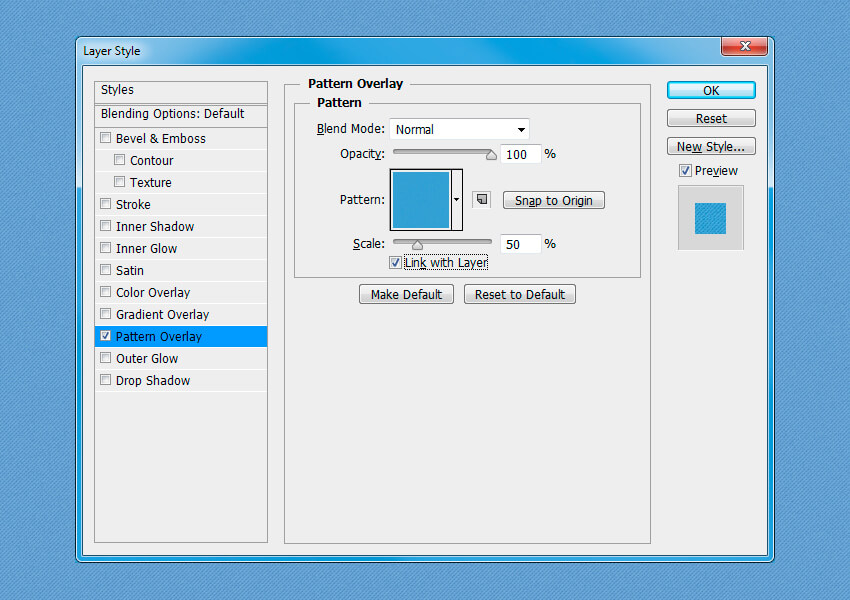 Layer Style
Styles
Blending Options: Default
Bevel & Emboss
Contour
Texture
Stroke
Inner Shadow
Inner Glow
Satin
Color Overlay
Gradient Overlay
Pattern Overlay
Outer Glow
Drop Shadow
Pattern Overlay
Pattern
Blend Mode: Normal
Opacity: 100 %
Pattern: Snap to Origin
Scale: 50 %
Link with Layer
Make Default Reset to Default
OK
Reset
New Style...
Preview